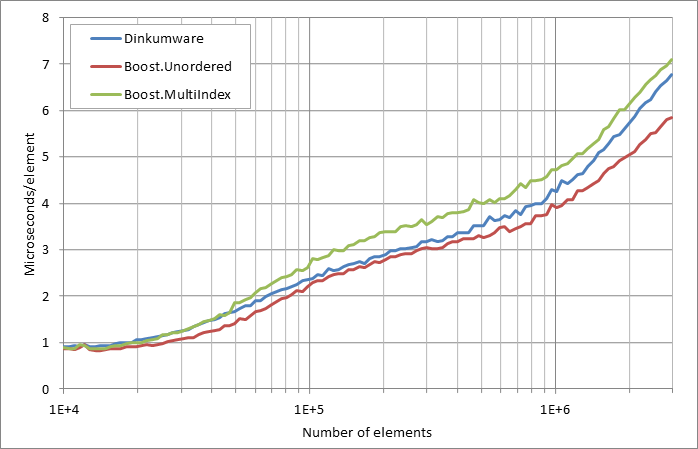 8
7
6
5
4
3
2
1
0
Microseconds/element
Dinkumware
Boost.Unordered
Boost.MultiIndex
1E+4 1E+5 1E+6
Number of elements